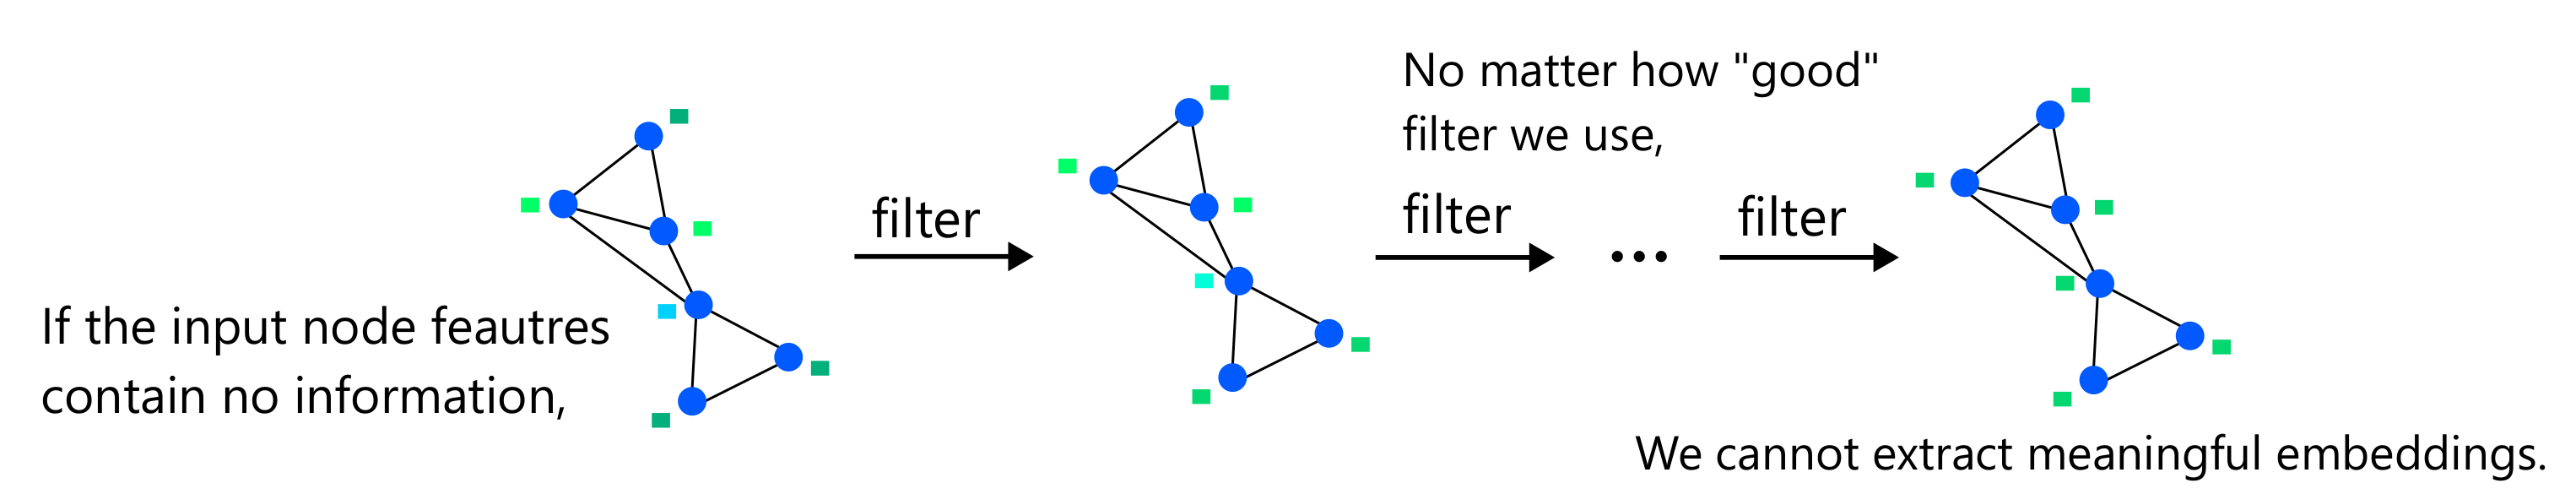 If the input node feautres
contain no information,
filter
No matter how "good"
filter we use,
filter
...
filter
We cannot extract meaningful embeddings.